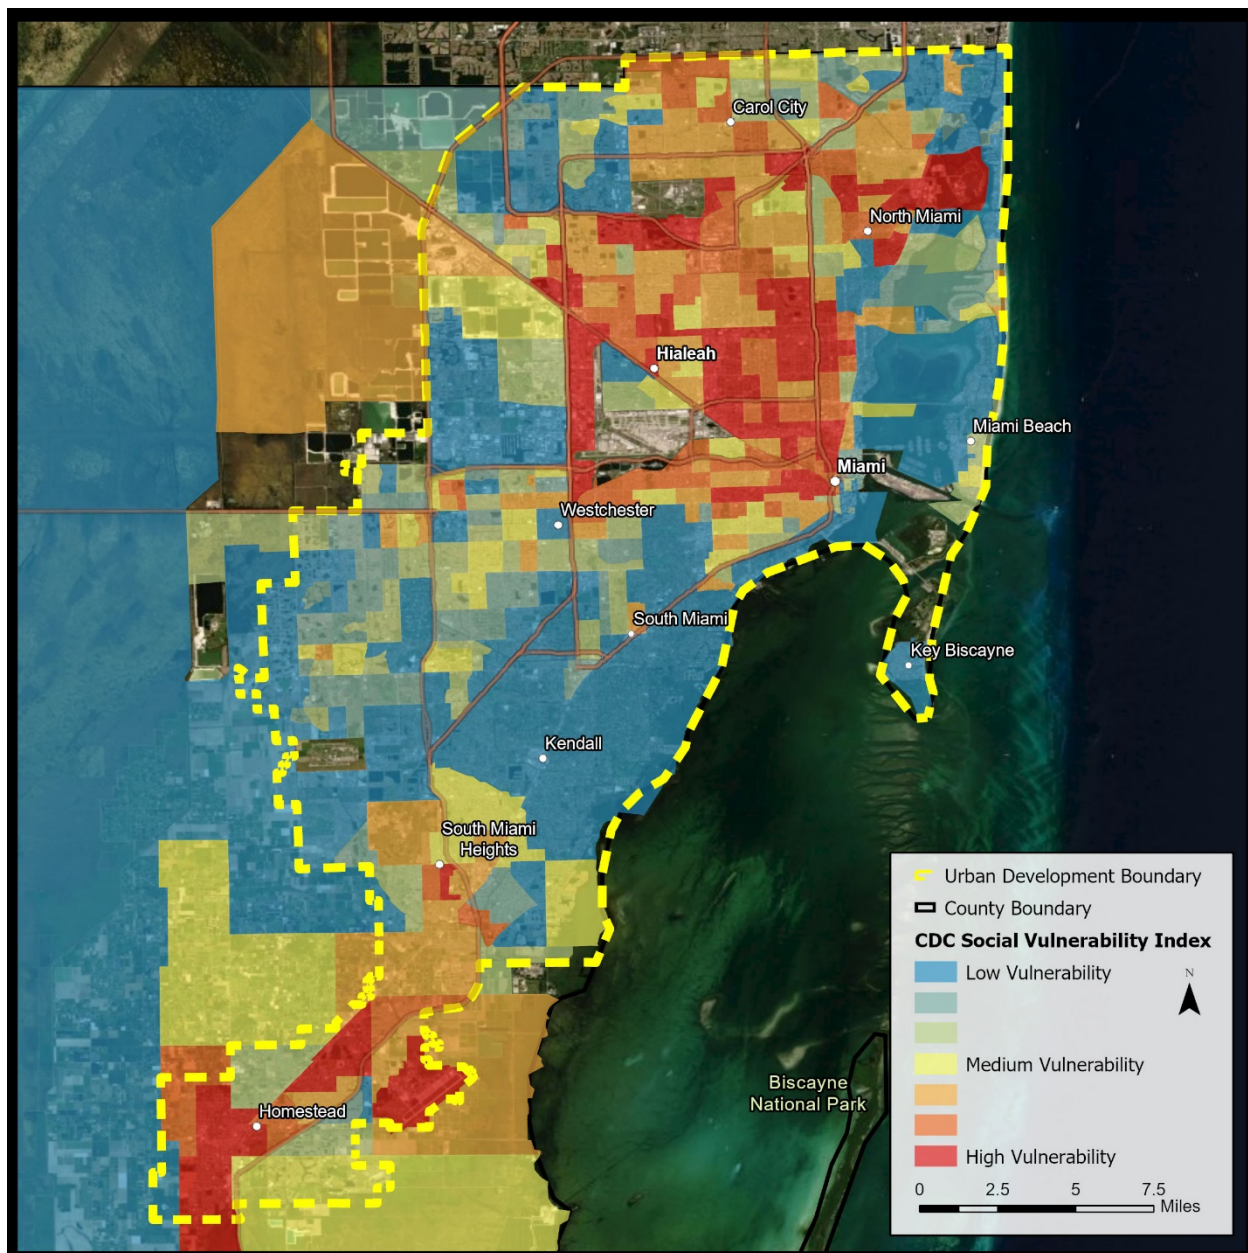 Carol City
North Miami
Hialeah
Miami Beach
Miami
Westchester
South Miami
Key Biscayne
Kendall
South Miami
Heights
Homestead
Biscayne
National Park
Urban Development Boundary
County Boundary
CDC Social Vulnerability Index
Low Vulnerability
N
Medium Vulnerability
High Vulnerability
0 2.5 5 7.5
Miles